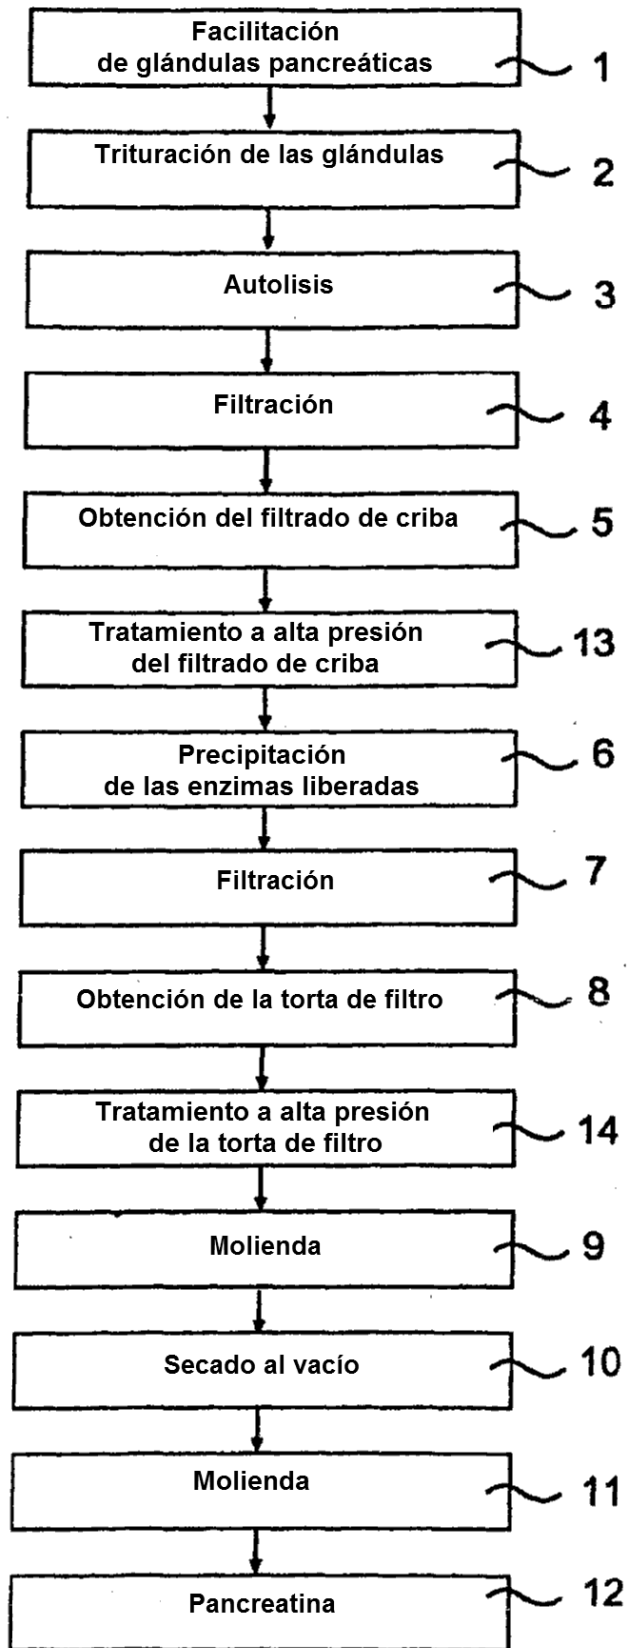 Facilitación
de glándulas pancreáticas
1
Trituración de las glándulas
2
Autolisis
3
Filtración
4
Obtención del filtrado de criba
5
Tratamiento a alta presión
del filtrado de criba
13
Precipitación
de las enzimas liberadas
6
Filtración
7
Obtención de la torta de filtro
8
Tratamiento a alta presión
de la torta de filtro
14
Molienda
9
Secado al vacío
10
Molienda
11
Pancreatina
12